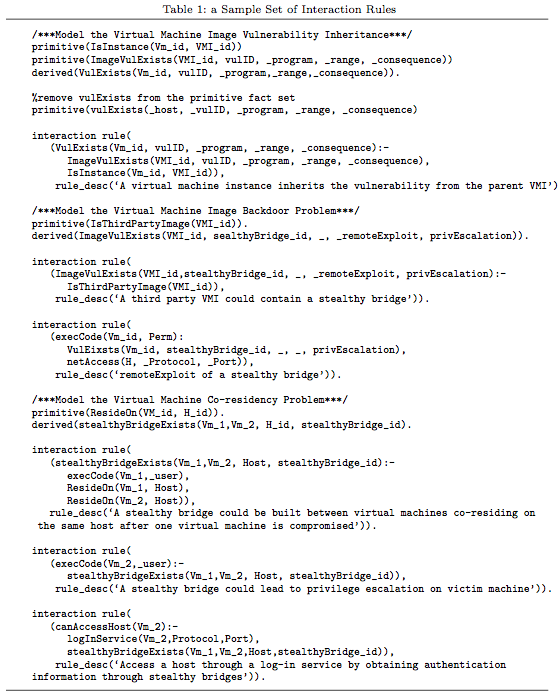 Table 1: a Sample Set of Interaction Rules
/***Model the Virtual Machine Image Vulnerability Inheritance***/
primitive(IsInstance(Vm_id, VMI_id))
primitive(ImageVulExists(VMI_id, vulID, _program, _range, _consequence))
derived(VulExists(Vm_id, vulID, _program,_range,_consequence)).
%remove vulExists from the primitive fact set
primitive(vulExists(_host, _vulID, _program, _range, _consequence)
interaction rule(
(VulExists(Vm_id, vulID, _program, _range, _consequence):-
ImageVulExists(VMI_id, vulID, _program, _range, _consequence),
IsInstance(Vm_id, VMI_id)),
rule_desc(‘A virtual machine instance inherits the vulnerability from the parent VMI’)
/***Model the Virtual Machine Image Backdoor Problem***/
primitive(IsThirdPartyImage(VMI_id)).
derived(ImageVulExists(VMI_id, sealthyBridge_id, _, _remoteExploit, privEscalation)).
interaction rule(
(ImageVulExists(VMI_id,stealthyBridge_id, _, _remoteExploit, privEscalation):-
IsThirdPartyImage(VMI_id)),
rule_desc(‘A third party VMI could contain a stealthy bridge’)).
interaction rule(
(execCode(Vm_id, Perm):
VulEixsts(Vm_id, stealthyBridge_id, _, _, privEscalation),
netAccess(H, _Protocol, _Port)),
rule_desc(‘remoteExploit of a stealthy bridge’)).
/***Model the Virtual Machine Co-residency Problem***/
primitive(ResideOn(VM_id, H_id)).
derived(stealthyBridgeExists(Vm_1,Vm_2, H_id, stealthyBridge_id).
interaction rule(
(stealthyBridgeExists(Vm_1,Vm_2, Host, stealthyBridge_id):-
execCode(Vm_1,_user),
ResideOn(Vm_1, Host),
ResideOn(Vm_2, Host)),
rule_desc(‘A stealthy bridge could be built between virtual machines co-residing on
the same host after one virtual machine is compromised’)).
interaction rule(
(execCode(Vm_2,_user):-
stealthyBridgeExists(Vm_1,Vm_2, Host, stealthyBridge_id)),
rule_desc(‘A stealthy bridge could lead to privilege escalation on victim machine’)).
interaction rule(
(canAccessHost(Vm_2):-
logInService(Vm_2,Protocol,Port),
stealthyBridgeExists(Vm_1,Vm_2,Host,stealthyBridge_id)),
rule_desc(‘Access a host through a log-in service by obtaining authentication
information through stealthy bridges’)).